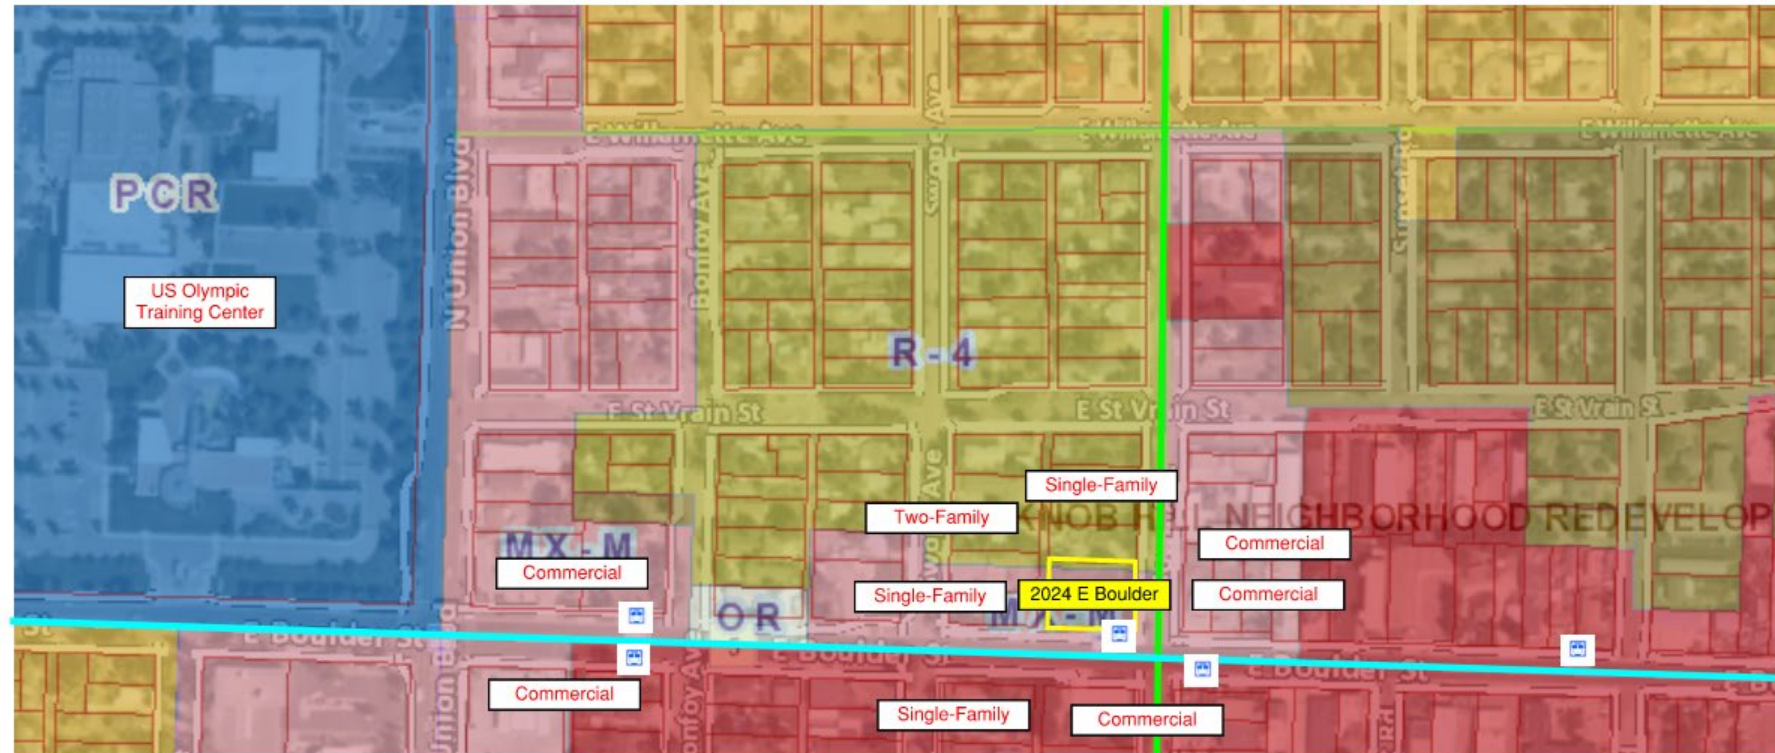 E Willamette Ave
E Willamette Ave
E Willamette Ave
PCR
N Union Blvd
Bonfoy Ave
US Olympic
Training Center
R-4
E St Vrain St
E St Vrain St
E St Vrain St
Single-Family
Two-Family
KNOB HILL NEIGHBORHOOD REDEVELOP
Commercial
MX-M
Commercial
Single-Family
2024 E Boulder
Commercial
OR
MX-M
St
E Boulder St
E Boulder St
E Boulder St
Commercial
Single-Family
Commercial